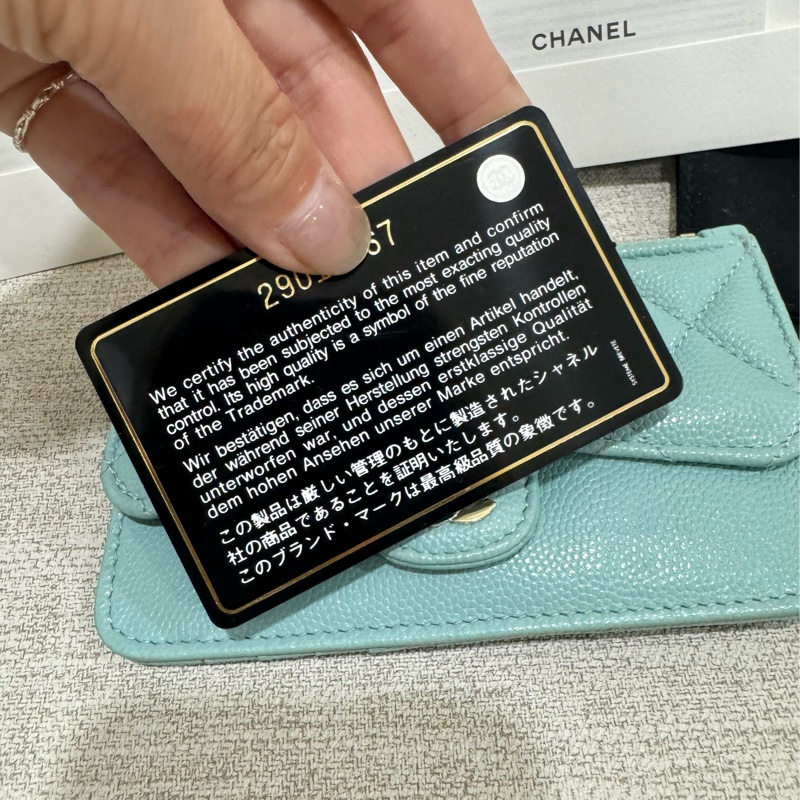 CHANEL
We certify the authenticity of this item and confirm
that it has been subjected to the most exacting quality
control. Its high quality is a symbol of the fine reputation
of the Trademark.
Wir bestätigen, dass es sich um einen Artikel handelt,
der während seiner Herstellung strengsten Kontrollen
unterworfen war, und dessen erstklassige Qualität
dem hohen Ansehen unserer Marke entspricht.
この製品は厳しい管理のもとに製造されたシャネル
社の商品であることを証明いたします。
このブランド・マークは最高級品質の象徴です。